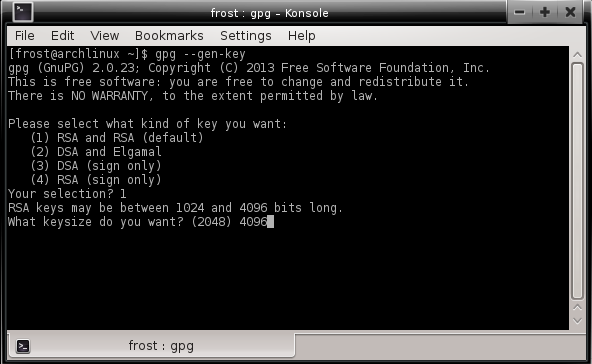 frost : gpg – Konsole
File Edit View Bookmarks Settings Help
[frost@archlinux ~]$ gpg --gen-key
gpg (GnuPG) 2.0.23; Copyright (C) 2013 Free Software Foundation, Inc.
This is free software: you are free to change and redistribute it.
There is NO WARRANTY, to the extent permitted by law.

Please select what kind of key you want:
   (1) RSA and RSA (default)
   (2) DSA and Elgamal
   (3) DSA (sign only)
   (4) RSA (sign only)
Your selection? 1
RSA keys may be between 1024 and 4096 bits long.
What keysize do you want? (2048) 4096
frost : gpg